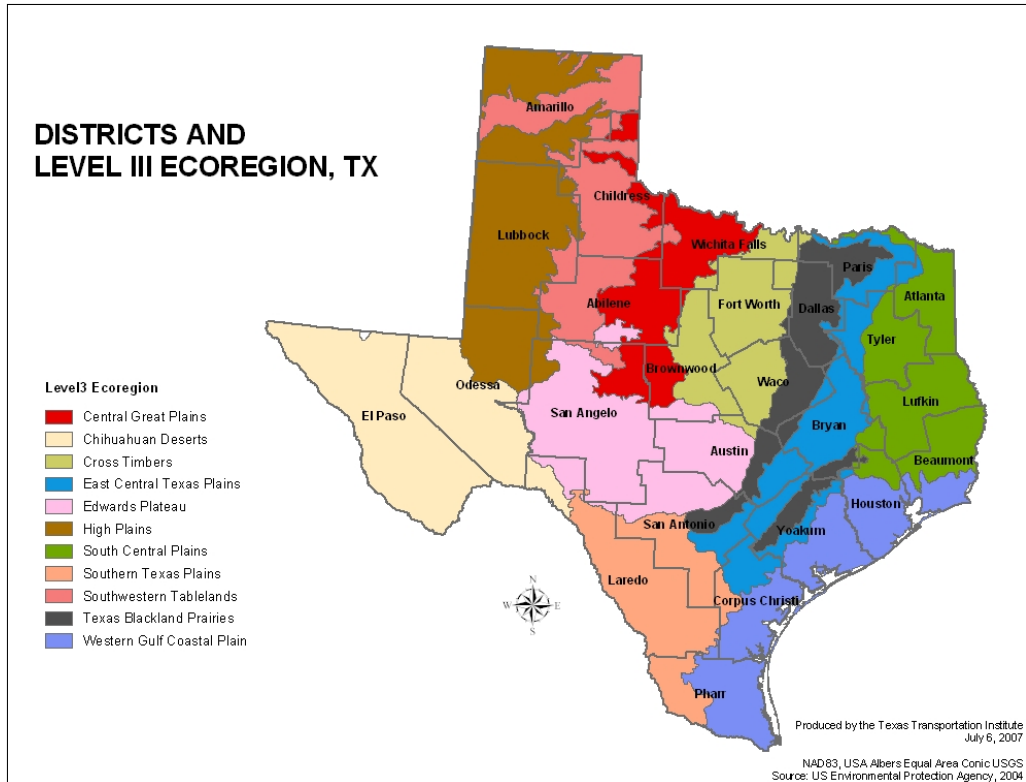 DISTRICTS AND
LEVEL III ECOREGION, TX
Amarillo
Childress
Lubbock
Wichita Falls
Paris
Atlanta
Abilene
Fort Worth
Dallas
Tyler
Brownwood
Waco
Odessa
El Paso
San Angelo
Lufkin
Bryan
Austin
Beaumont
Houston
San Antonio
Yoakum
Laredo
Corpus Christi
Pharr
Level3 Ecoregion
Central Great Plains
Chihuahuan Deserts
Cross Timbers
East Central Texas Plains
Edwards Plateau
High Plains
South Central Plains
Southern Texas Plains
Southwestern Tablelands
Texas Blackland Prairies
Western Gulf Coastal Plain
N
W
E
S
Produced by the Texas Transportation Institute
July 6, 2007
NAD83, USA Albers Equal Area Conic USGS
Source: US Environmental Protection Agency, 2004